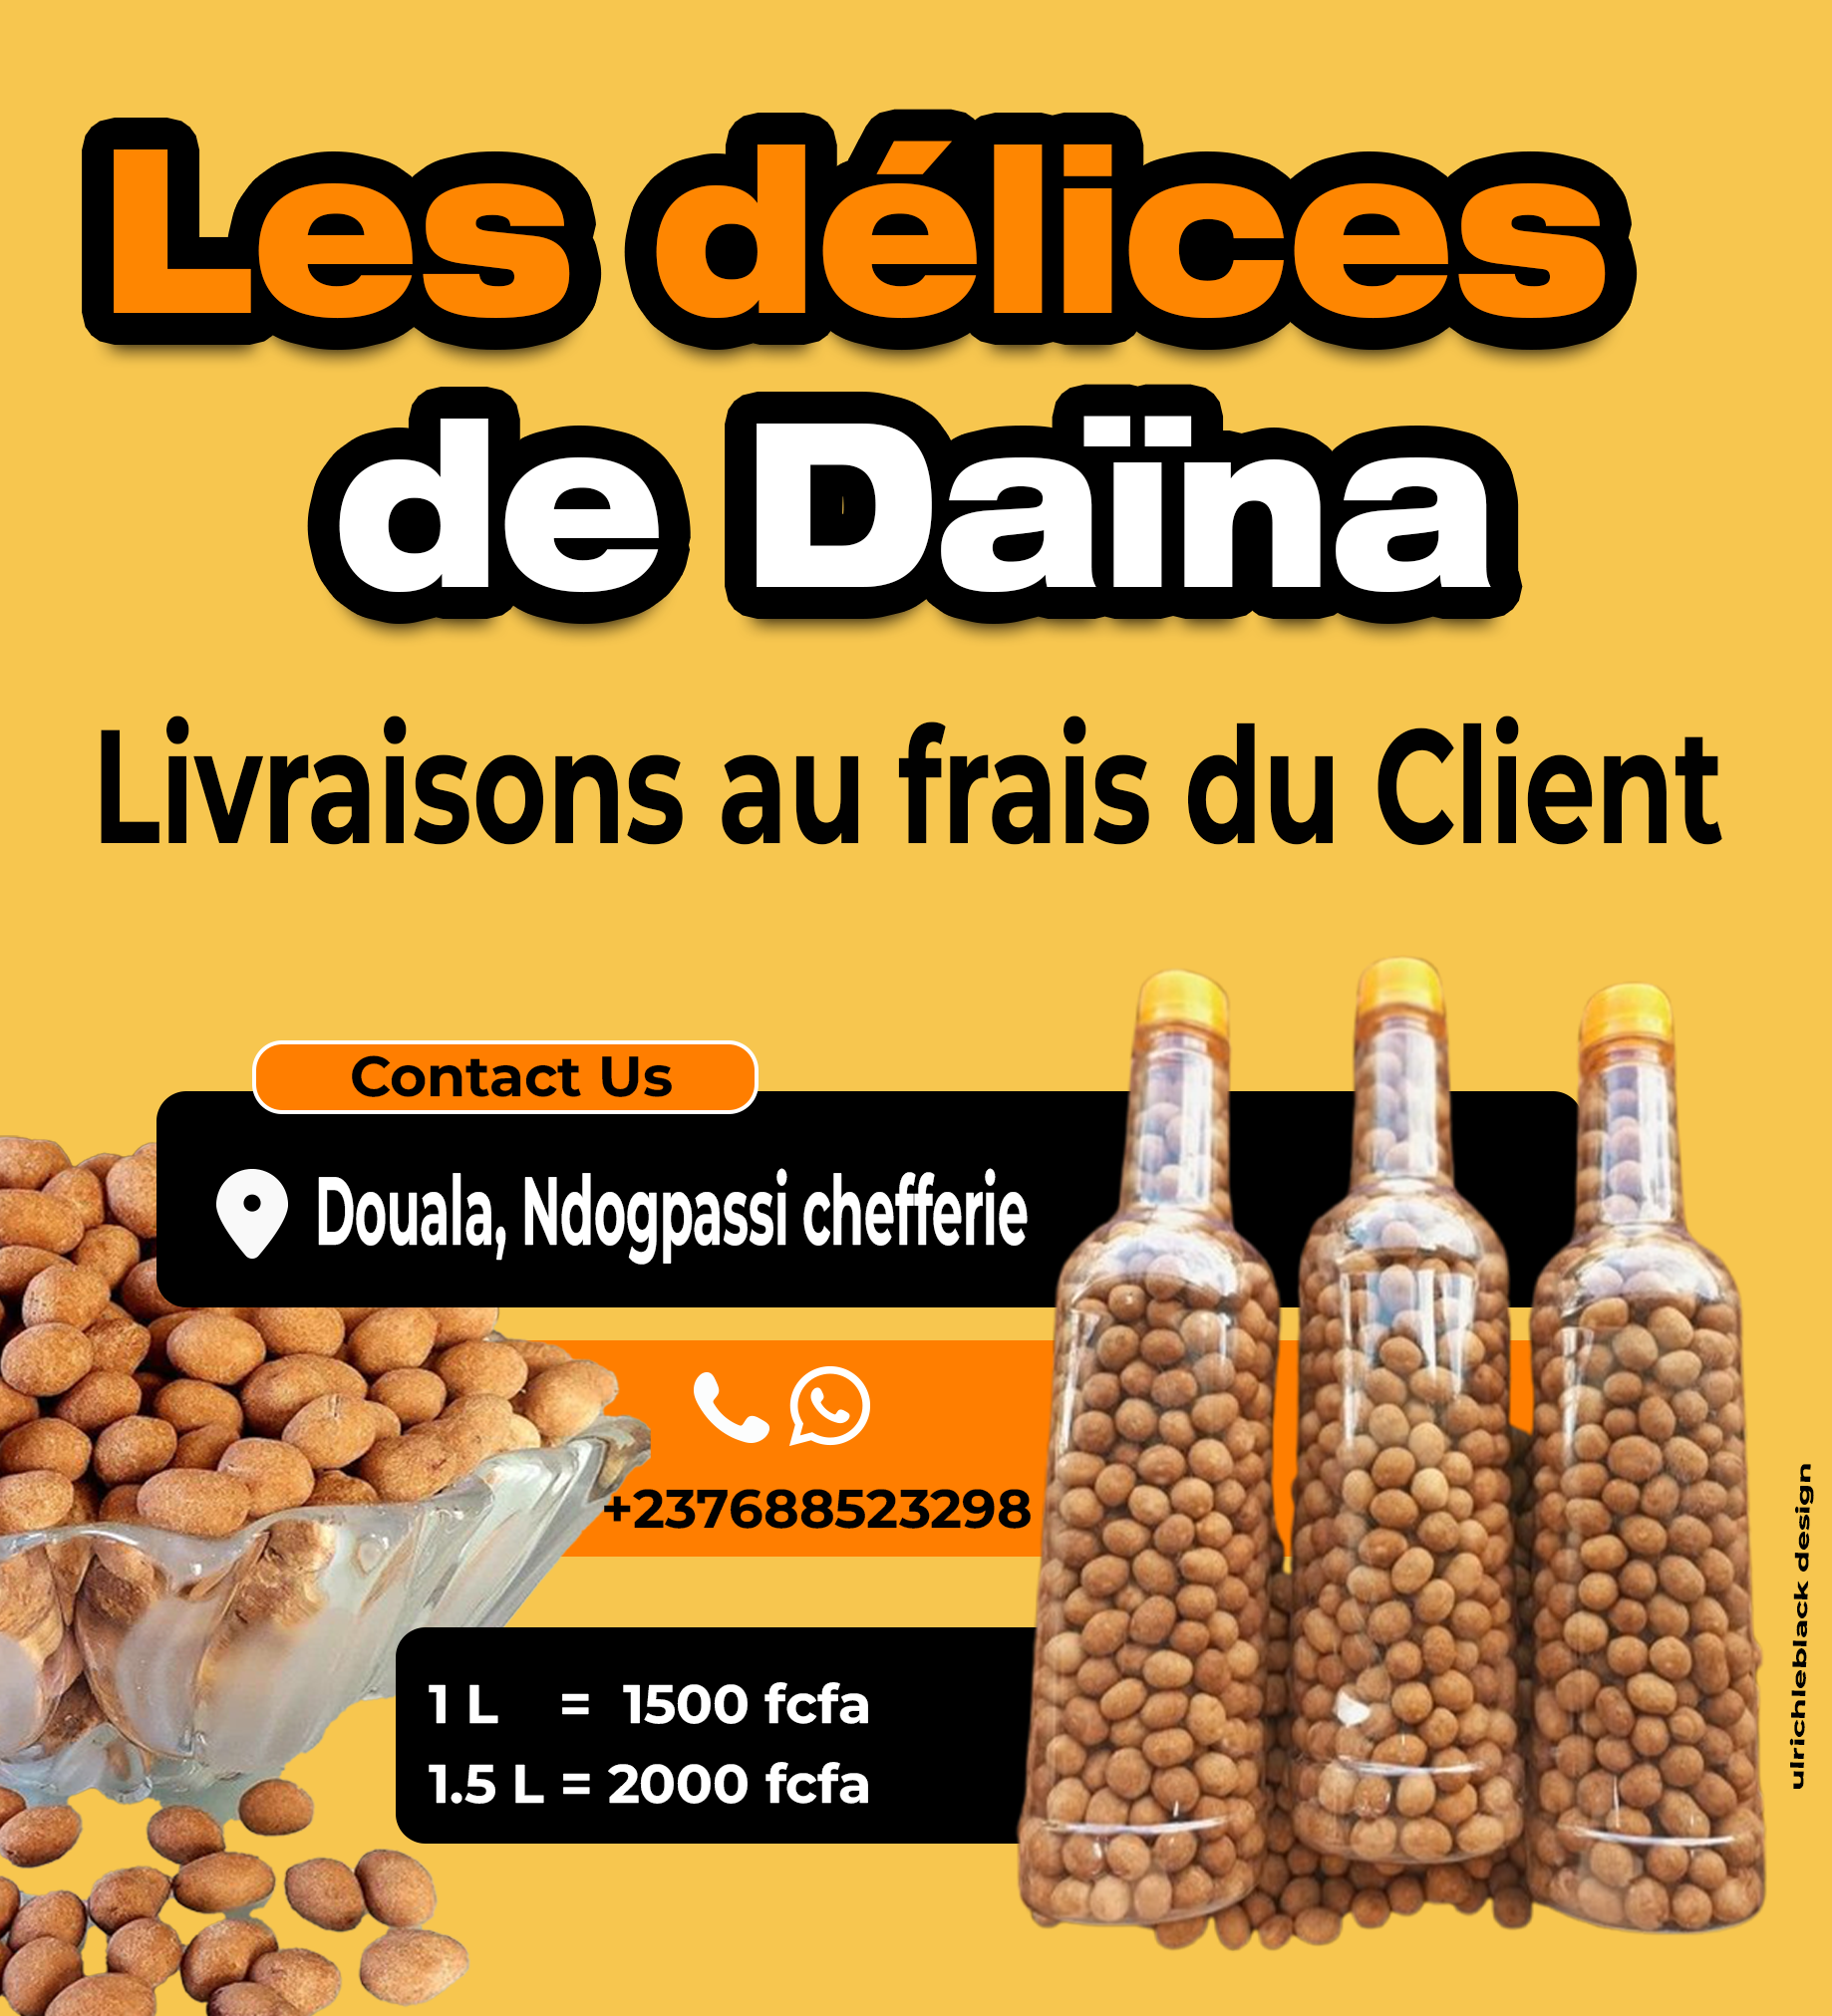 Les délices
de Daïna
Livraisons au frais du Client
Contact Us
Douala, Ndogpassi chefferie
+237688523298
1 L = 1500 fcfa
1.5 L = 2000 fcfa
ulrichleblack design